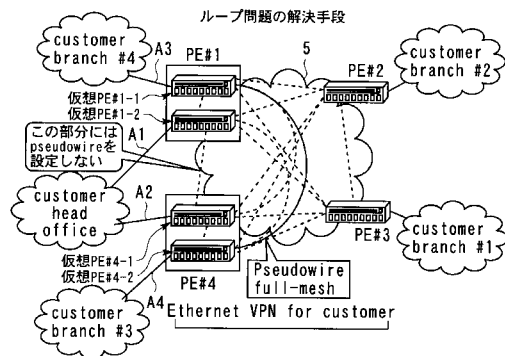 ループ問題の解決手段
customer
branch #4
A3
PE#1
5
PE#2
customer
branch #2
仮想PE#1-1
仮想PE#1-2
この部分には
pseudowireを
設定しない
A1
customer
head
office
A2
仮想PE#4-1
仮想PE#4-2
PE#4
A4
customer
branch #3
PE#3
customer
branch #1
Pseudowire
full-mesh
Ethernet VPN for customer